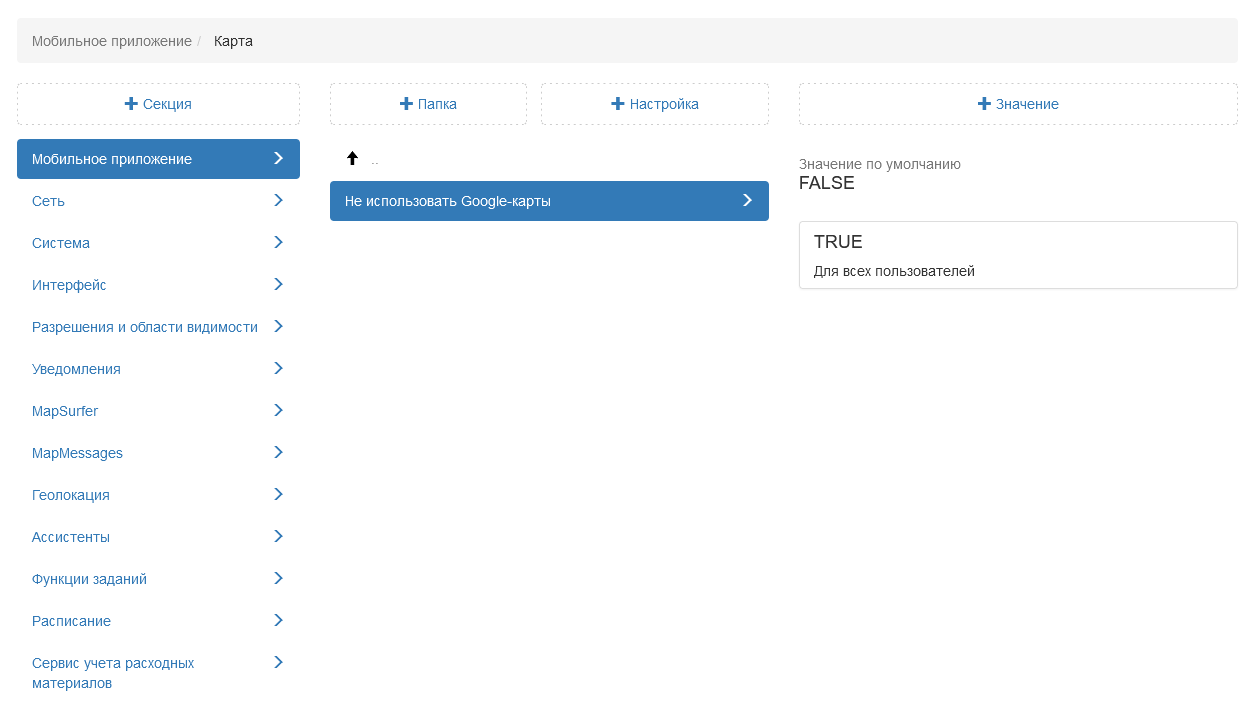 Мобильное приложение / Карта
Секция
Папка
Настройка
Значение
Мобильное приложение
Сеть
Система
Интерфейс
Разрешения и области видимости
Уведомления
MapSurfer
MapMessages
Геолокация
Ассистенты
Функции заданий
Расписание
Сервис учета расходных
материалов
..
Не использовать Google-карты
Значение по умолчанию
FALSE
TRUE
Для всех пользователей